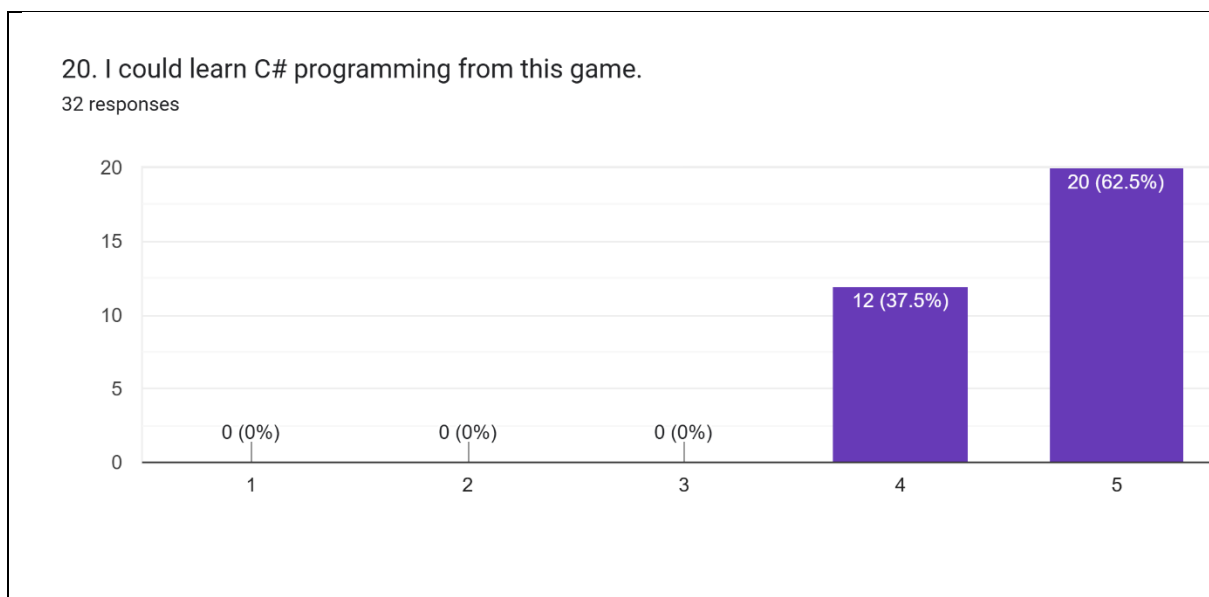 20. I could learn C# programming from this game.
32 responses
20
20 (62.5%)
15
12 (37.5%)
10
5
0 (0%) 0 (0%) 0 (0%)
0
1 2 3 4 5